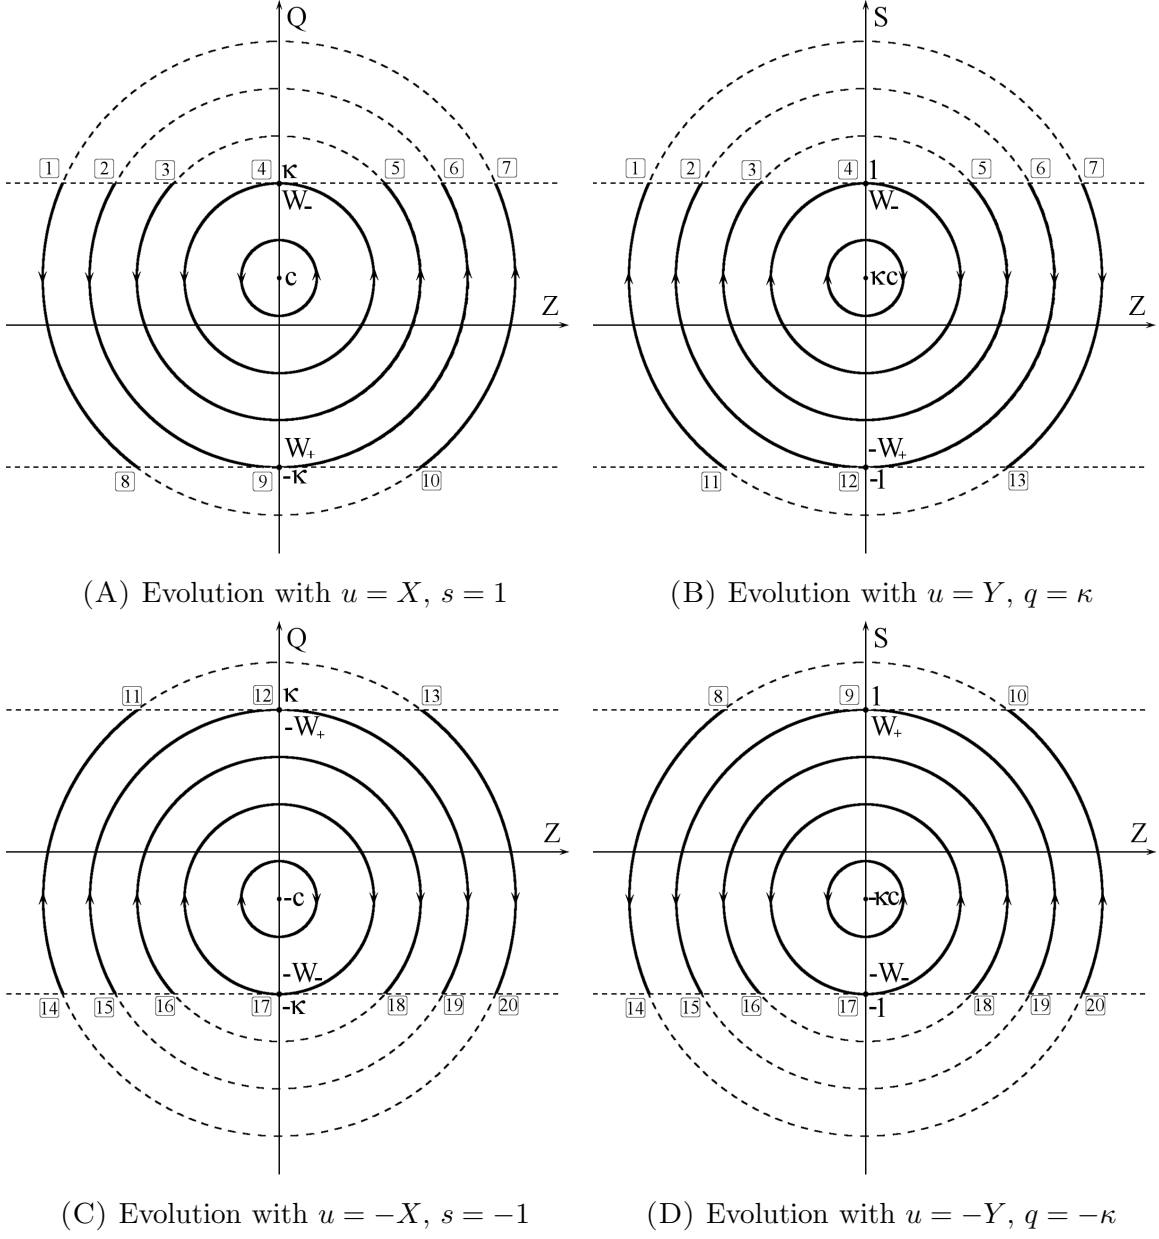 Q
S
1 2 3 4 κ 5 6 7
1 2 3 4 1 5 6 7
W-
W-
c
κc
Z
Z
W+
-W+
8 9 -κ 10
11 12 -1 13
(A) Evolution with u = X, s = 1
(B) Evolution with u = Y, q = κ
Q
S
11 12 κ 13
8 9 1 10
-W+
W+
Z
Z
-c
-κc
-W-
-W-
14 15 16 17 -κ 18 19 20
14 15 16 17 -1 18 19 20
(C) Evolution with u = −X, s = −1
(D) Evolution with u = −Y, q = −κ